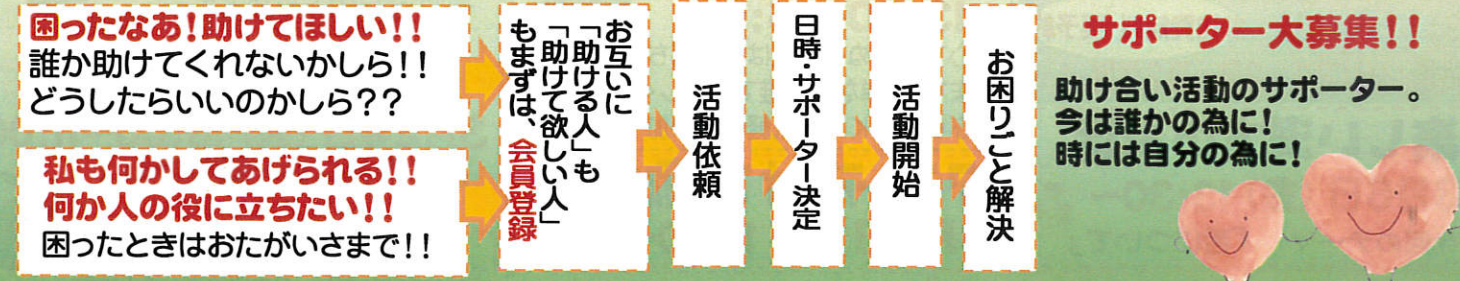 困ったなあ!助けてほしい!!
誰か助けてくれないかしら!!
どうしたらいいのかしら??
私も何かしてあげられる!!
何か人の役に立ちたい!!
困ったときはおたがいさまで!!
お互いに
「助ける人」も
「助けて欲しい人」
もまずは、会員登録
活動依頼
日時・サポーター決定
活動開始
お困りごと解決
サポーター大募集!!
助け合い活動のサポーター。
今は誰かの為に!
時には自分の為に!